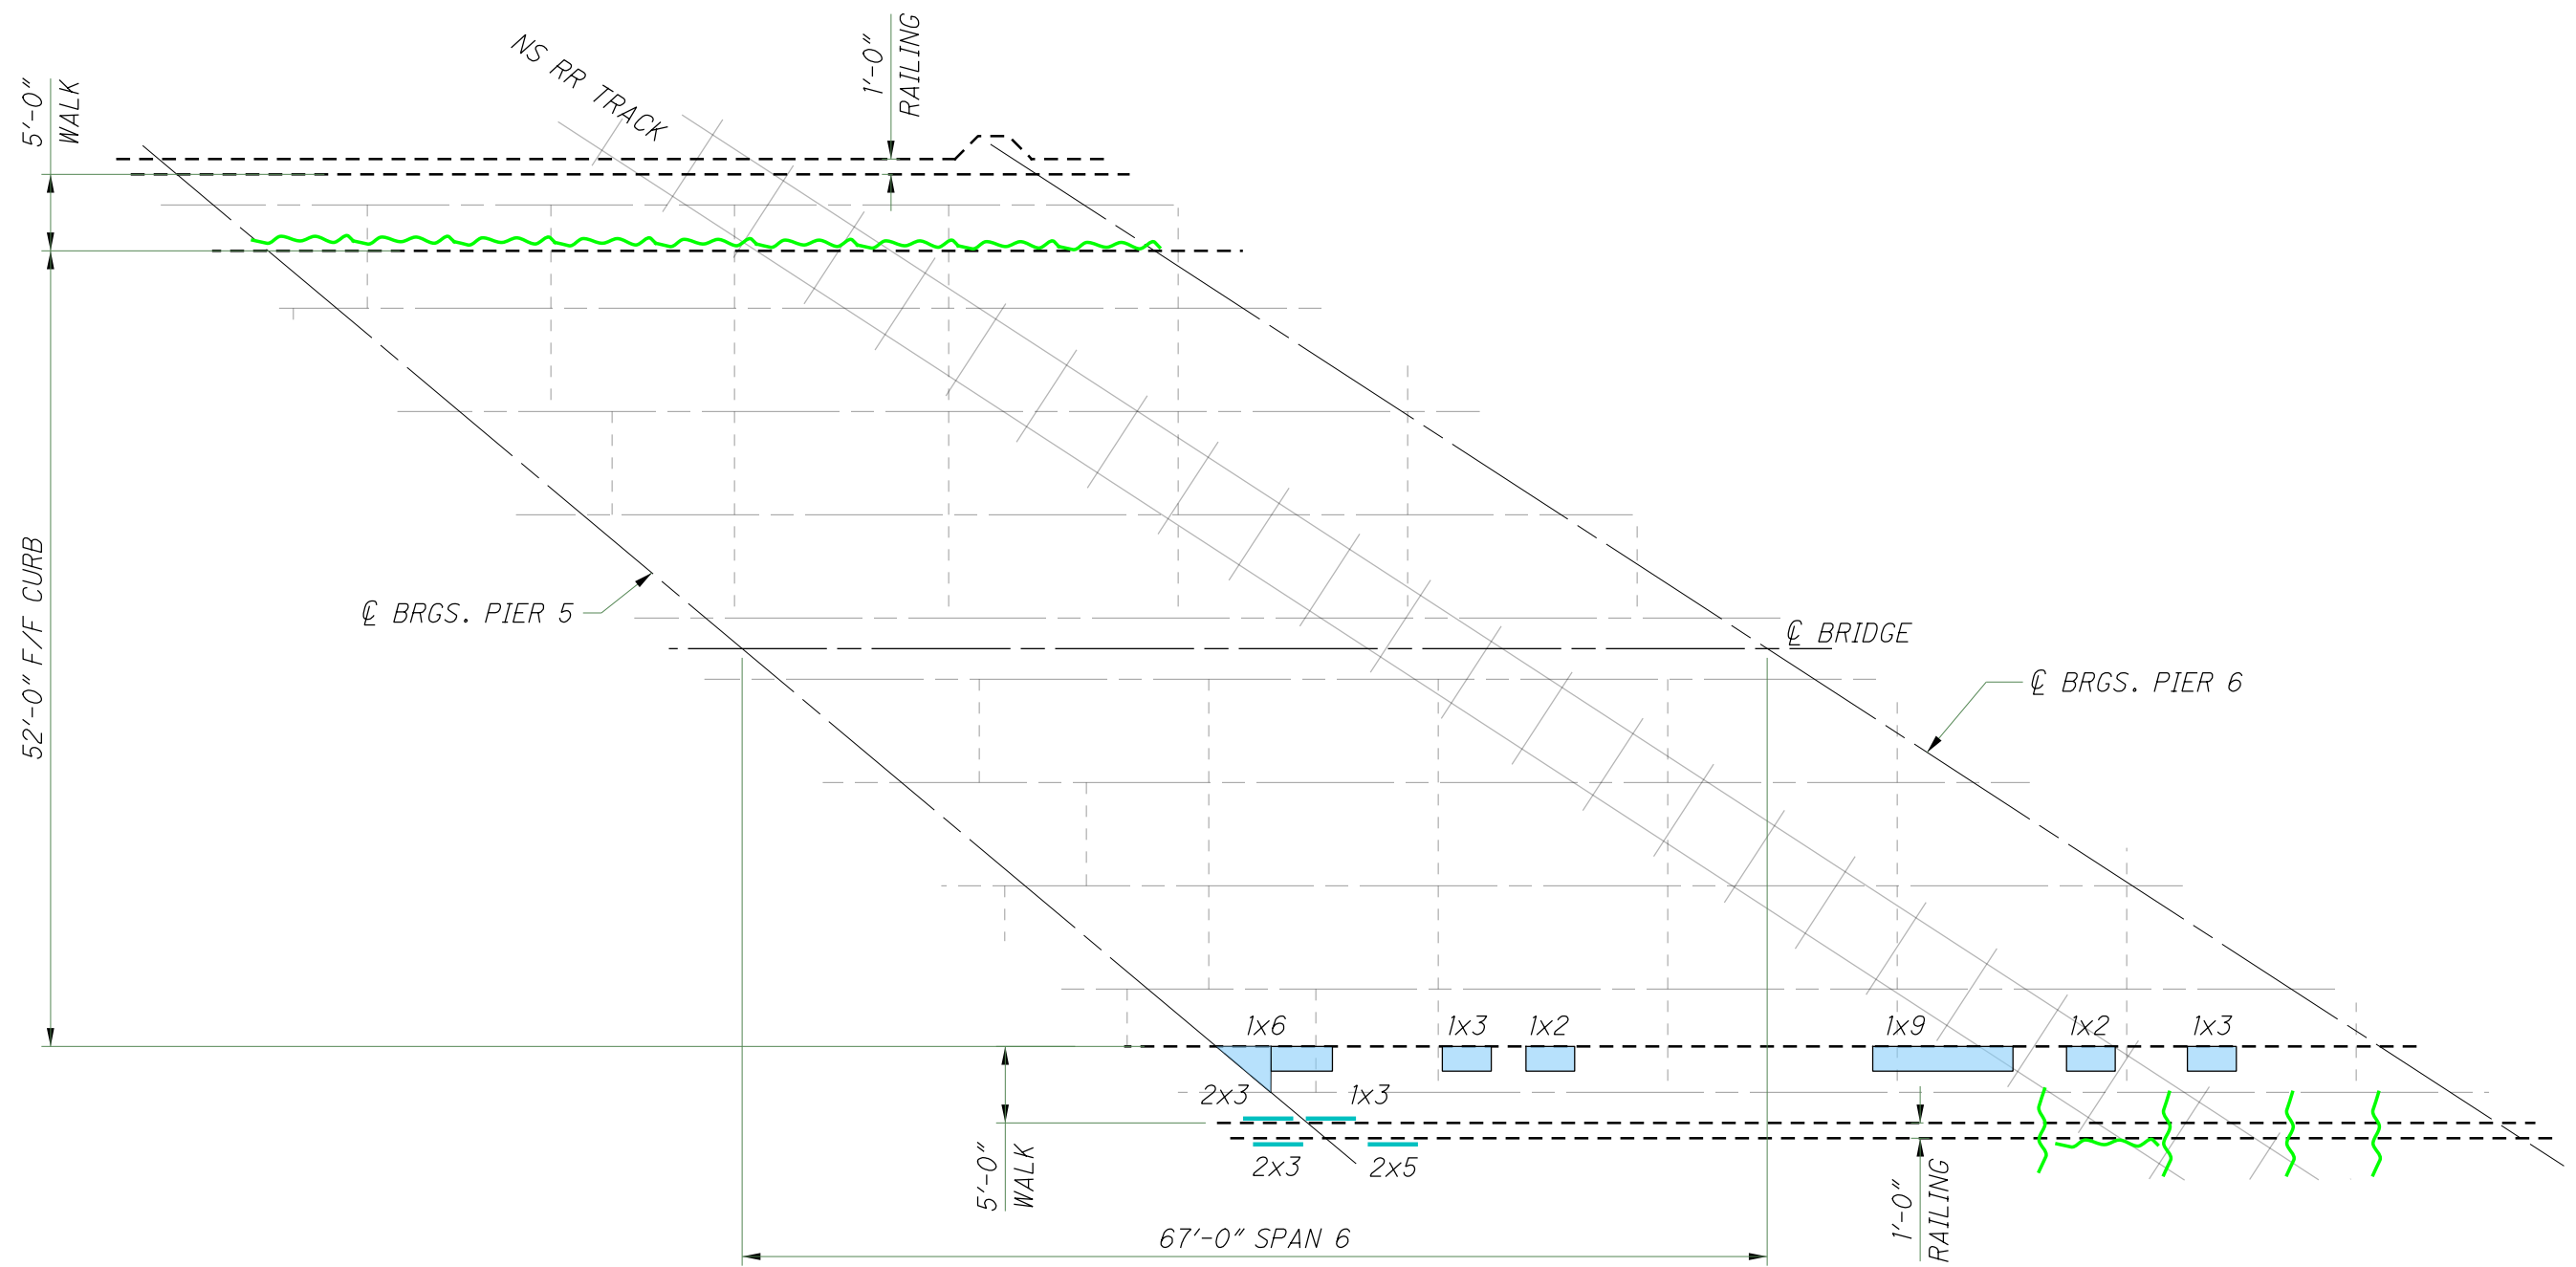 NS RR TRACK
1'-0"
RAILING
5'-0"
WALK
52'-0" F/F CURB
℄ BRGS. PIER 5
℄ BRIDGE
℄ BRGS. PIER 6
1x6
1x3
1x2
1x9
1x2
1x3
2x3
1x3
2x3
2x5
5'-0"
WALK
1'-0"
RAILING
67'-0" SPAN 6